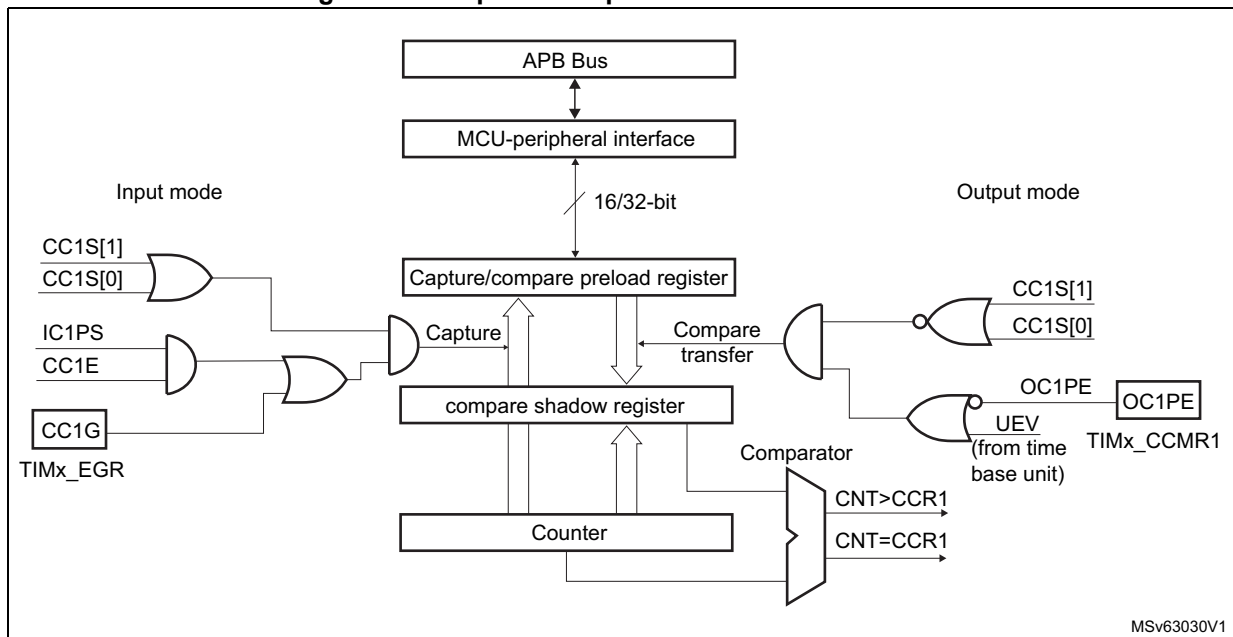 APB Bus
MCU-peripheral interface
Input mode
16/32-bit
Output mode
CC1S[1]
CC1S[0]
Capture/compare preload register
CC1S[1]
CC1S[0]
IC1PS
CC1E
Capture
Compare
transfer
CC1G
TIMx_EGR
compare shadow register
OC1PE
OC1PE
UEV
(from time
base unit)
TIMx_CCMR1
Comparator
CNT>CCR1
Counter
CNT=CCR1
MSv63030V1